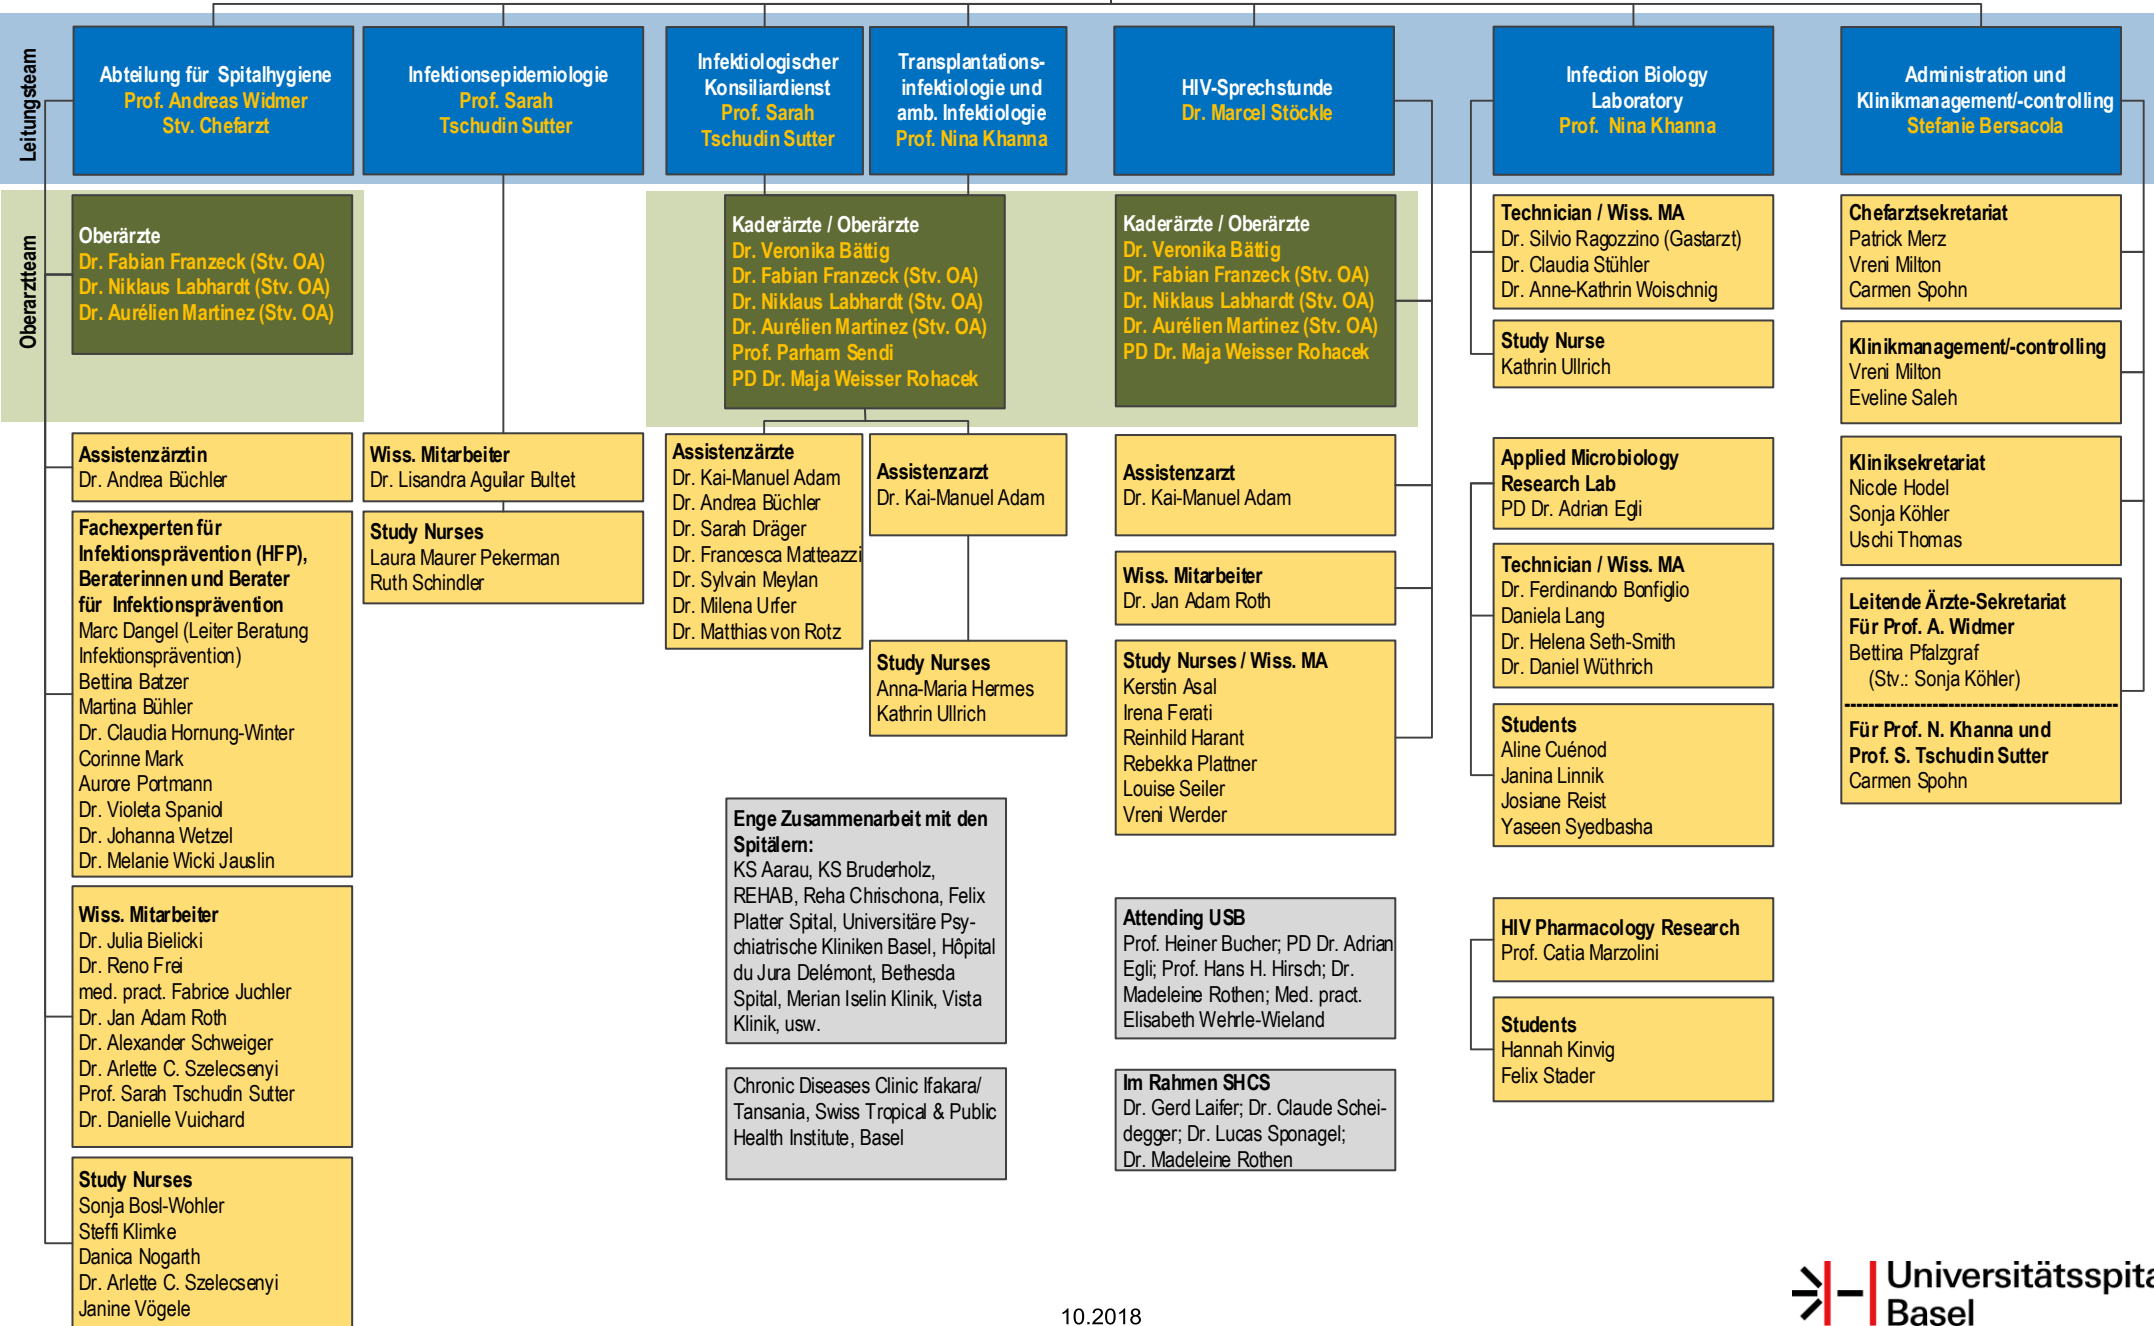 Leitungsteam
Abteilung für Spitalhygiene
Prof. Andreas Widmer
Stv. Chefarzt
Infektionsepidemiologie
Prof. Sarah
Tschudin Sutter
Infektiologischer
Konsiliardienst
Prof. Sarah
Tschudin Sutter
Transplantations-
infektiologie und
amb. Infektiologie
Prof. Nina Khanna
HIV-Sprechstunde
Dr. Marcel Stöckle
Infection Biology
Laboratory
Prof. Nina Khanna
Administration und
Klinikmanagement/-controlling
Stefanie Bersacola
Oberarztteam
Oberärzte
Dr. Fabian Franzeck (Stv. OA)
Dr. Niklaus Labhardt (Stv. OA)
Dr. Aurélien Martinez (Stv. OA)
Kaderärzte / Oberärzte
Dr. Veronika Bättig
Dr. Fabian Franzeck (Stv. OA)
Dr. Niklaus Labhardt (Stv. OA)
Dr. Aurélien Martinez (Stv. OA)
Prof. Parham Sendi
PD Dr. Maja Weisser Rohacek
Kaderärzte / Oberärzte
Dr. Veronika Bättig
Dr. Fabian Franzeck (Stv. OA)
Dr. Niklaus Labhardt (Stv. OA)
Dr. Aurélien Martinez (Stv. OA)
PD Dr. Maja Weisser Rohacek
Technician / Wiss. MA
Dr. Silvio Ragozzino (Gastarzt)
Dr. Claudia Stühler
Dr. Anne-Kathrin Woischnig
Study Nurse
Kathrin Ullrich
Chefarztsekretariat
Patrick Merz
Vreni Milton
Carmen Spohn
Klinikmanagement/-controlling
Vreni Milton
Eveline Saleh
Assistenzärztin
Dr. Andrea Büchler
Fachexperten für
Infektionsprävention (HFP),
Beraterinnen und Berater
für Infektionsprävention
Marc Dangel (Leiter Beratung
Infektionsprävention)
Bettina Batzer
Martina Bühler
Dr. Claudia Hornung-Winter
Corinne Mark
Aurore Portmann
Dr. Violeta Spaniol
Dr. Johanna Wetzel
Dr. Melanie Wicki Jauslin
Wiss. Mitarbeiter
Dr. Julia Bielicki
Dr. Reno Frei
med. pract. Fabrice Juchler
Dr. Jan Adam Roth
Dr. Alexander Schweiger
Dr. Arlette C. Szelecsenyi
Prof. Sarah Tschudin Sutter
Dr. Danielle Vuichard
Study Nurses
Sonja Bosl-Wohler
Steffi Klimke
Danica Nogarth
Dr. Arlette C. Szelecsenyi
Janine Vögele
Wiss. Mitarbeiter
Dr. Lisandra Aguilar Bultet
Study Nurses
Laura Maurer Pekerman
Ruth Schindler
Assistenzärzte
Dr. Kai-Manuel Adam
Dr. Andrea Büchler
Dr. Sarah Dräger
Dr. Francesca Matteazzi
Dr. Sylvain Meylan
Dr. Milena Urfer
Dr. Matthias von Rotz
Assistenzarzt
Dr. Kai-Manuel Adam
Study Nurses
Anna-Maria Hermes
Kathrin Ullrich
Enge Zusammenarbeit mit den
Spitälern:
KS Aarau, KS Bruderholz,
REHAB, Reha Chrischona, Felix
Platter Spital, Universitäre Psy-
chiatrische Kliniken Basel, Hôpital
du Jura Delémont, Bethesda
Spital, Merian Iselin Klinik, Vista
Klinik, usw.
Chronic Diseases Clinic Ifakara/
Tansania, Swiss Tropical & Public
Health Institute, Basel
Assistenzarzt
Dr. Kai-Manuel Adam
Wiss. Mitarbeiter
Dr. Jan Adam Roth
Study Nurses / Wiss. MA
Kerstin Asal
Irena Ferati
Reinhild Harant
Rebekka Plattner
Louise Seiler
Vreni Werder
Attending USB
Prof. Heiner Bucher; PD Dr. Adrian
Egli; Prof. Hans H. Hirsch; Dr.
Madeleine Rothen; Med. pract.
Elisabeth Wehrle-Wieland
Im Rahmen SHCS
Dr. Gerd Laifer; Dr. Claude Schei-
degger; Dr. Lucas Sponagel;
Dr. Madeleine Rothen
Applied Microbiology
Research Lab
PD Dr. Adrian Egli
Technician / Wiss. MA
Dr. Ferdinando Bonfiglio
Daniela Lang
Dr. Helena Seth-Smith
Dr. Daniel Wüthrich
Students
Aline Cuénod
Janina Linnik
Josiane Reist
Yaseen Syedbasha
HIV Pharmacology Research
Prof. Catia Marzolini
Students
Hannah Kinvig
Felix Stader
Kliniksekretariat
Nicole Hodel
Sonja Köhler
Uschi Thomas
Leitende Ärzte-Sekretariat
Für Prof. A. Widmer
Bettina Pfalzgraf
(Stv.: Sonja Köhler)
Für Prof. N. Khanna und
Prof. S. Tschudin Sutter
Carmen Spohn
10.2018
Universitätsspita
Basel